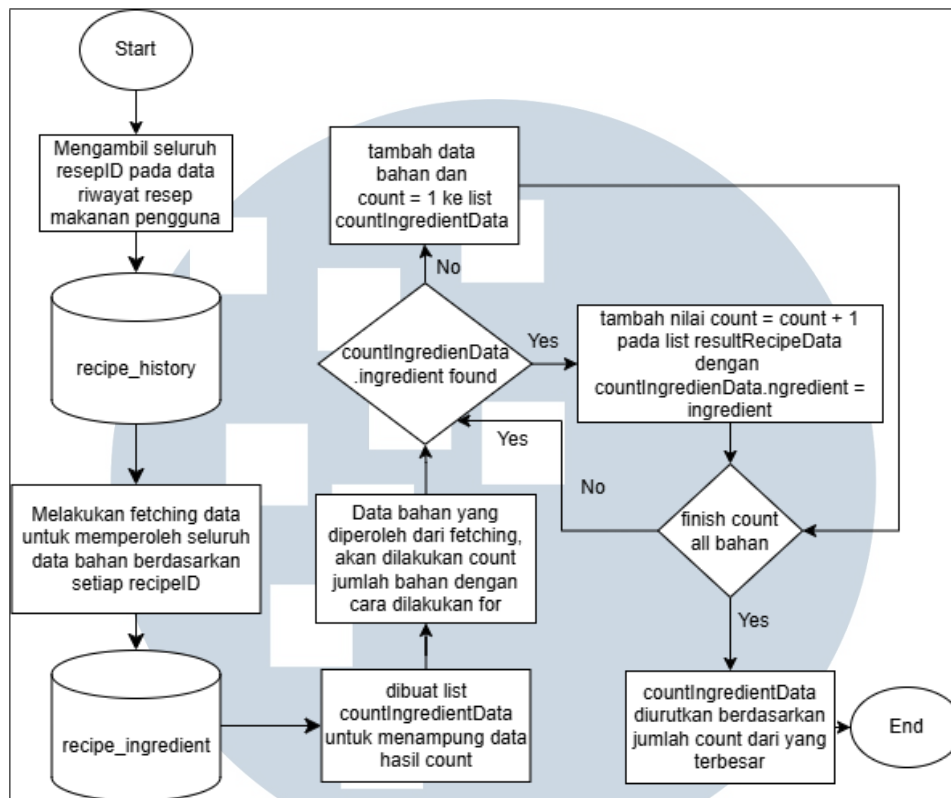 Start
Mengambil seluruh
resepID pada data
riwayat resep
makanan pengguna
recipe_history
Melakukan fetching data
untuk memperoleh seluruh
data bahan berdasarkan
setiap recipeID
recipe_ingredient
dibuat list
countIngredientData
untuk menampung data
hasil count
Data bahan yang
diperoleh dari fetching,
akan dilakukan count
jumlah bahan dengan
cara dilakukan for
countIngredienData
.ingredient found
No
tambah data
bahan dan
count = 1 ke list
countIngredientData
Yes
tambah nilai count = count + 1
pada list resultRecipeData
dengan
countIngredienData.ngredient =
ingredient
Yes
No
finish count
all bahan
Yes
countIngredientData
diurutkan berdasarkan
jumlah count dari yang
terbesar
End